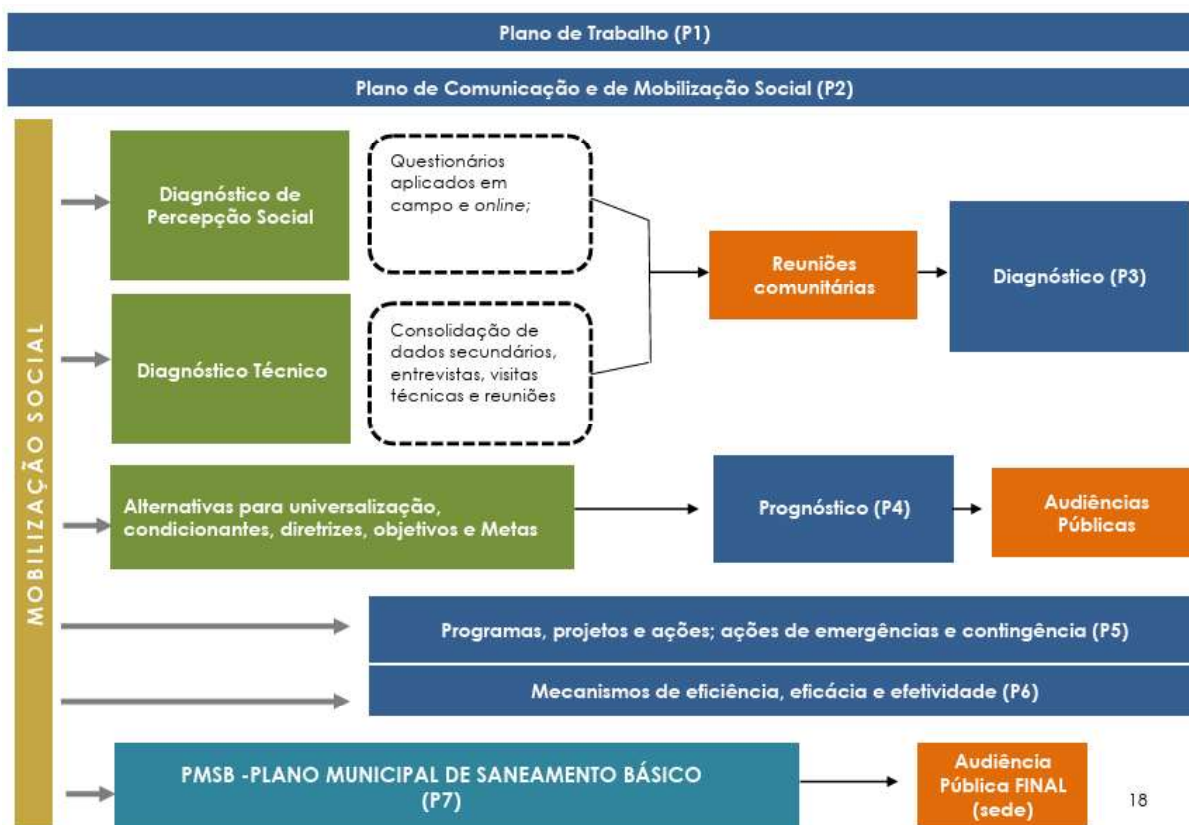 Plano de Trabalho (P1)
Plano de Comunicação e de Mobilização Social (P2)
MOBILIZAÇÃO SOCIAL
Diagnóstico de
Percepção Social
Questionários
aplicados em
campo e online;
Reuniões
comunitárias
Diagnóstico (P3)
Diagnóstico Técnico
Consolidação de
dados secundários,
entrevistas, visitas
técnicas e reuniões
Alternativas para universalização,
condicionantes, diretrizes, objetivos e Metas
Prognóstico (P4)
Audiências
Públicas
Programas, projetos e ações; ações de emergências e contingência (P5)
Mecanismos de eficiência, eficácia e efetividade (P6)
PMSB -PLANO MUNICIPAL DE SANEAMENTO BÁSICO
(P7)
Audiência
Pública FINAL
(sede)
18